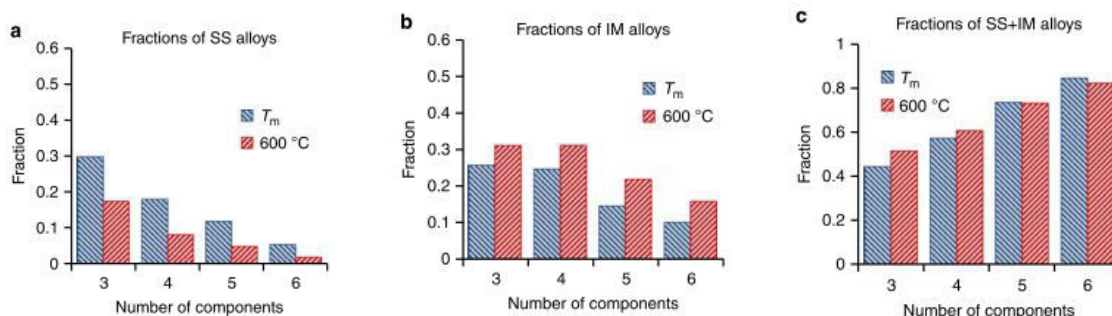 a
Fractions of SS alloys
0.6
0.5
0.4
0.3
0.2
0.1
0
Fraction
Tm
600 °C
3 4 5 6
Number of components
b
Fractions of IM alloys
0.6
0.5
0.4
0.3
0.2
0.1
0
Fraction
Tm
600 °C
3 4 5 6
Number of components
c
Fractions of SS+IM alloys
1
0.8
0.6
0.4
0.2
0
Fraction
Tm
600 °C
3 4 5 6
Number of components